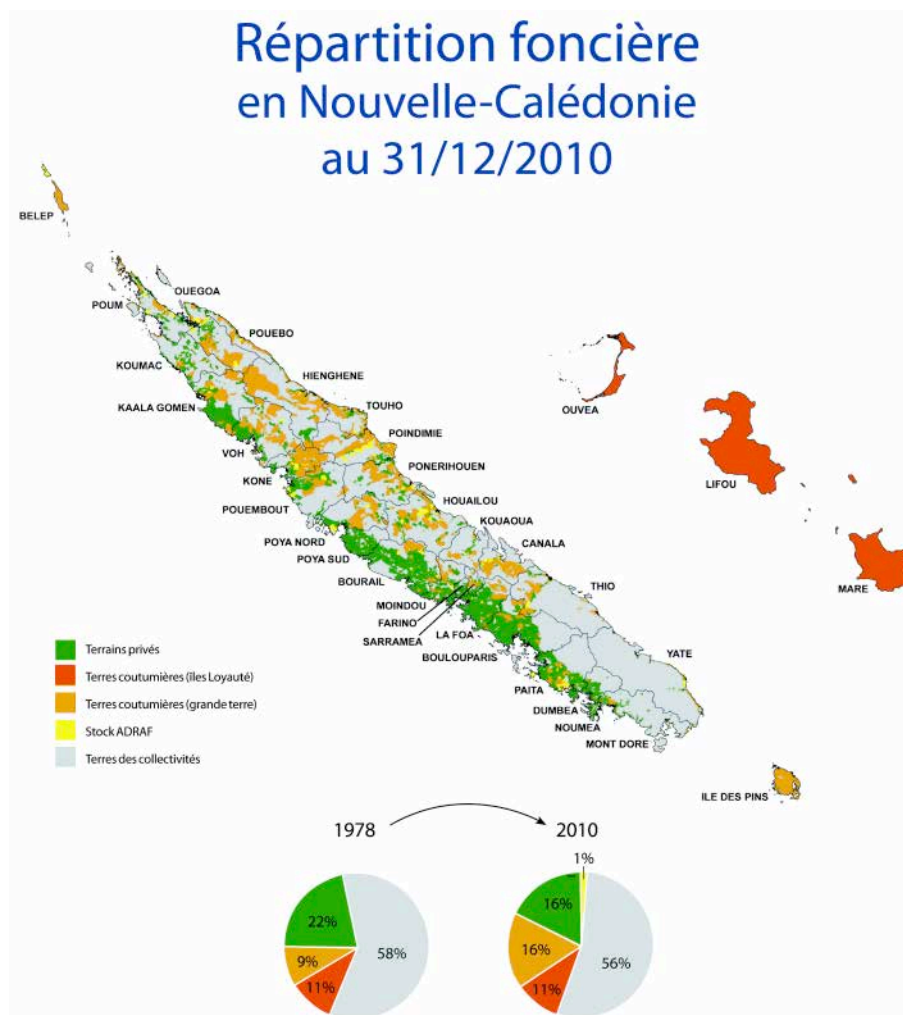 Répartition foncière
en Nouvelle-Calédonie
au 31/12/2010
BELEP
OUEGOA
POUM
POUEBO
KOUMAC
HIENGHENE
OUVEA
KAALA GOMEN
TOUHO
POINDIMIE
VOH
PONERIHOUEN
KONE
LIFOU
HOUAILOU
POUEMBOUT
KOUAOUA
POYA NORD
CANALA
POYA SUD
BOURAIL
THIO
MARE
MOINDOU
FARINO
SARRAMEA
LA FOA
BOULOUPARIS
YATE
PAITA
DUMBEA
NOUMEA
MONT DORE
ILE DES PINS
Terrains privés
Terres coutumières (îles Loyauté)
Terres coutumières (grande terre)
Stock ADRAF
Terres des collectivités
1978
22%
58%
9%
11%
2010
1%
16%
16%
56%
11%